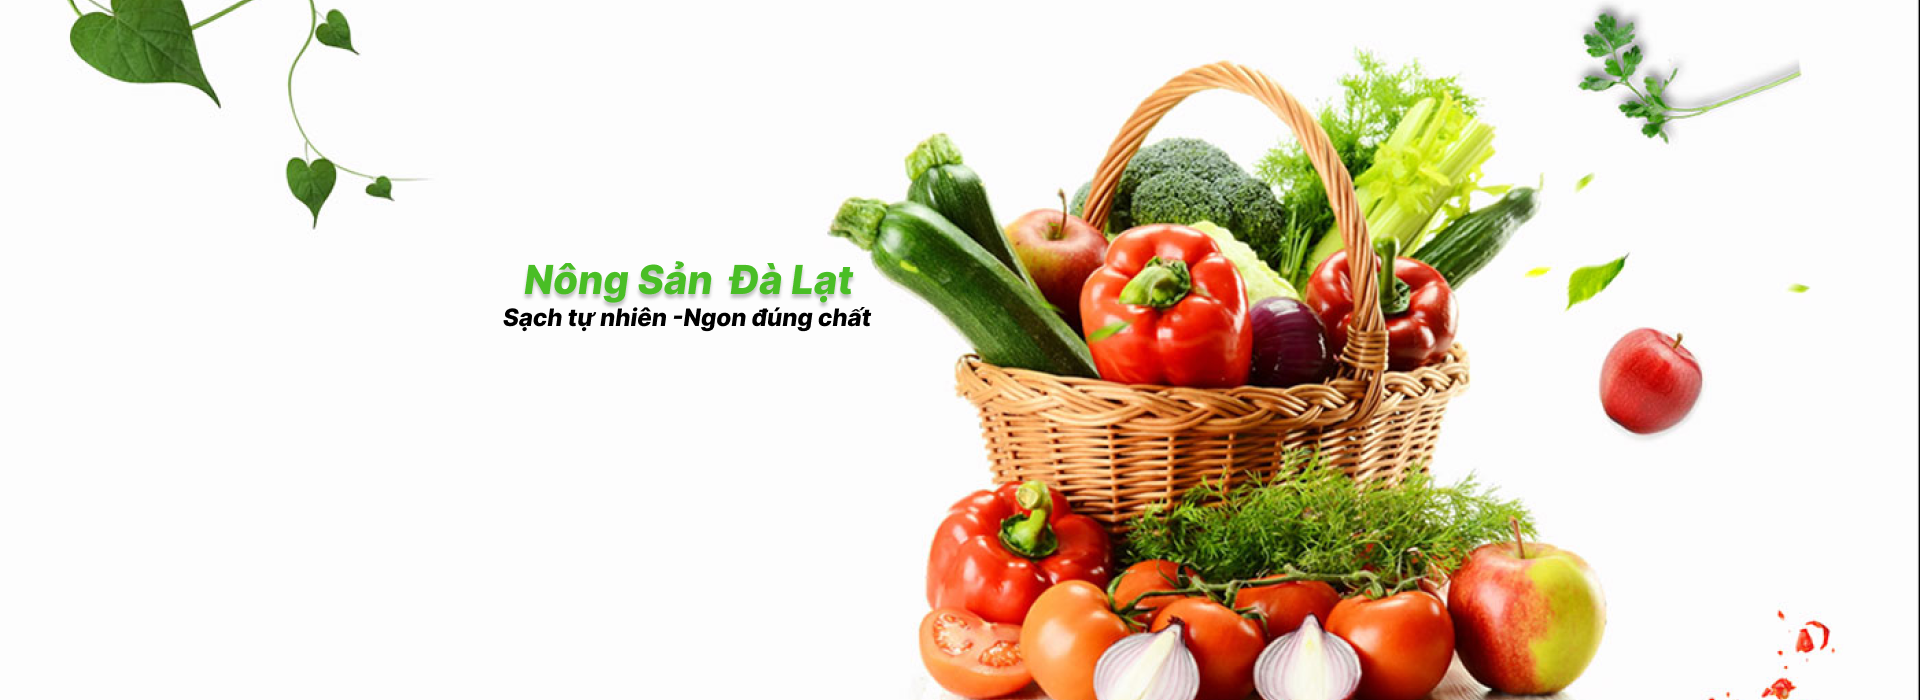 Nông Sản Đà Lạt
Sạch tự nhiên -Ngon đúng chất